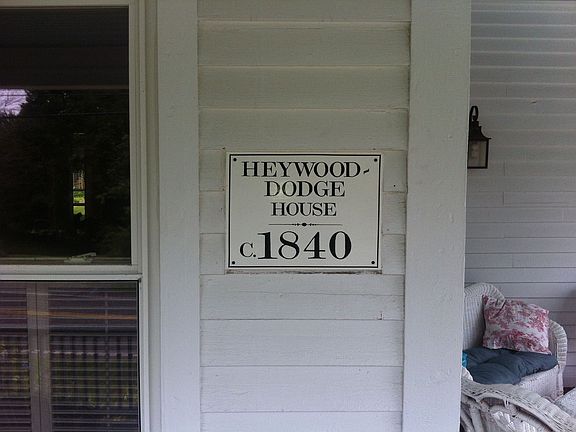 HEYWOOD-
DODGE
HOUSE
C. 1840